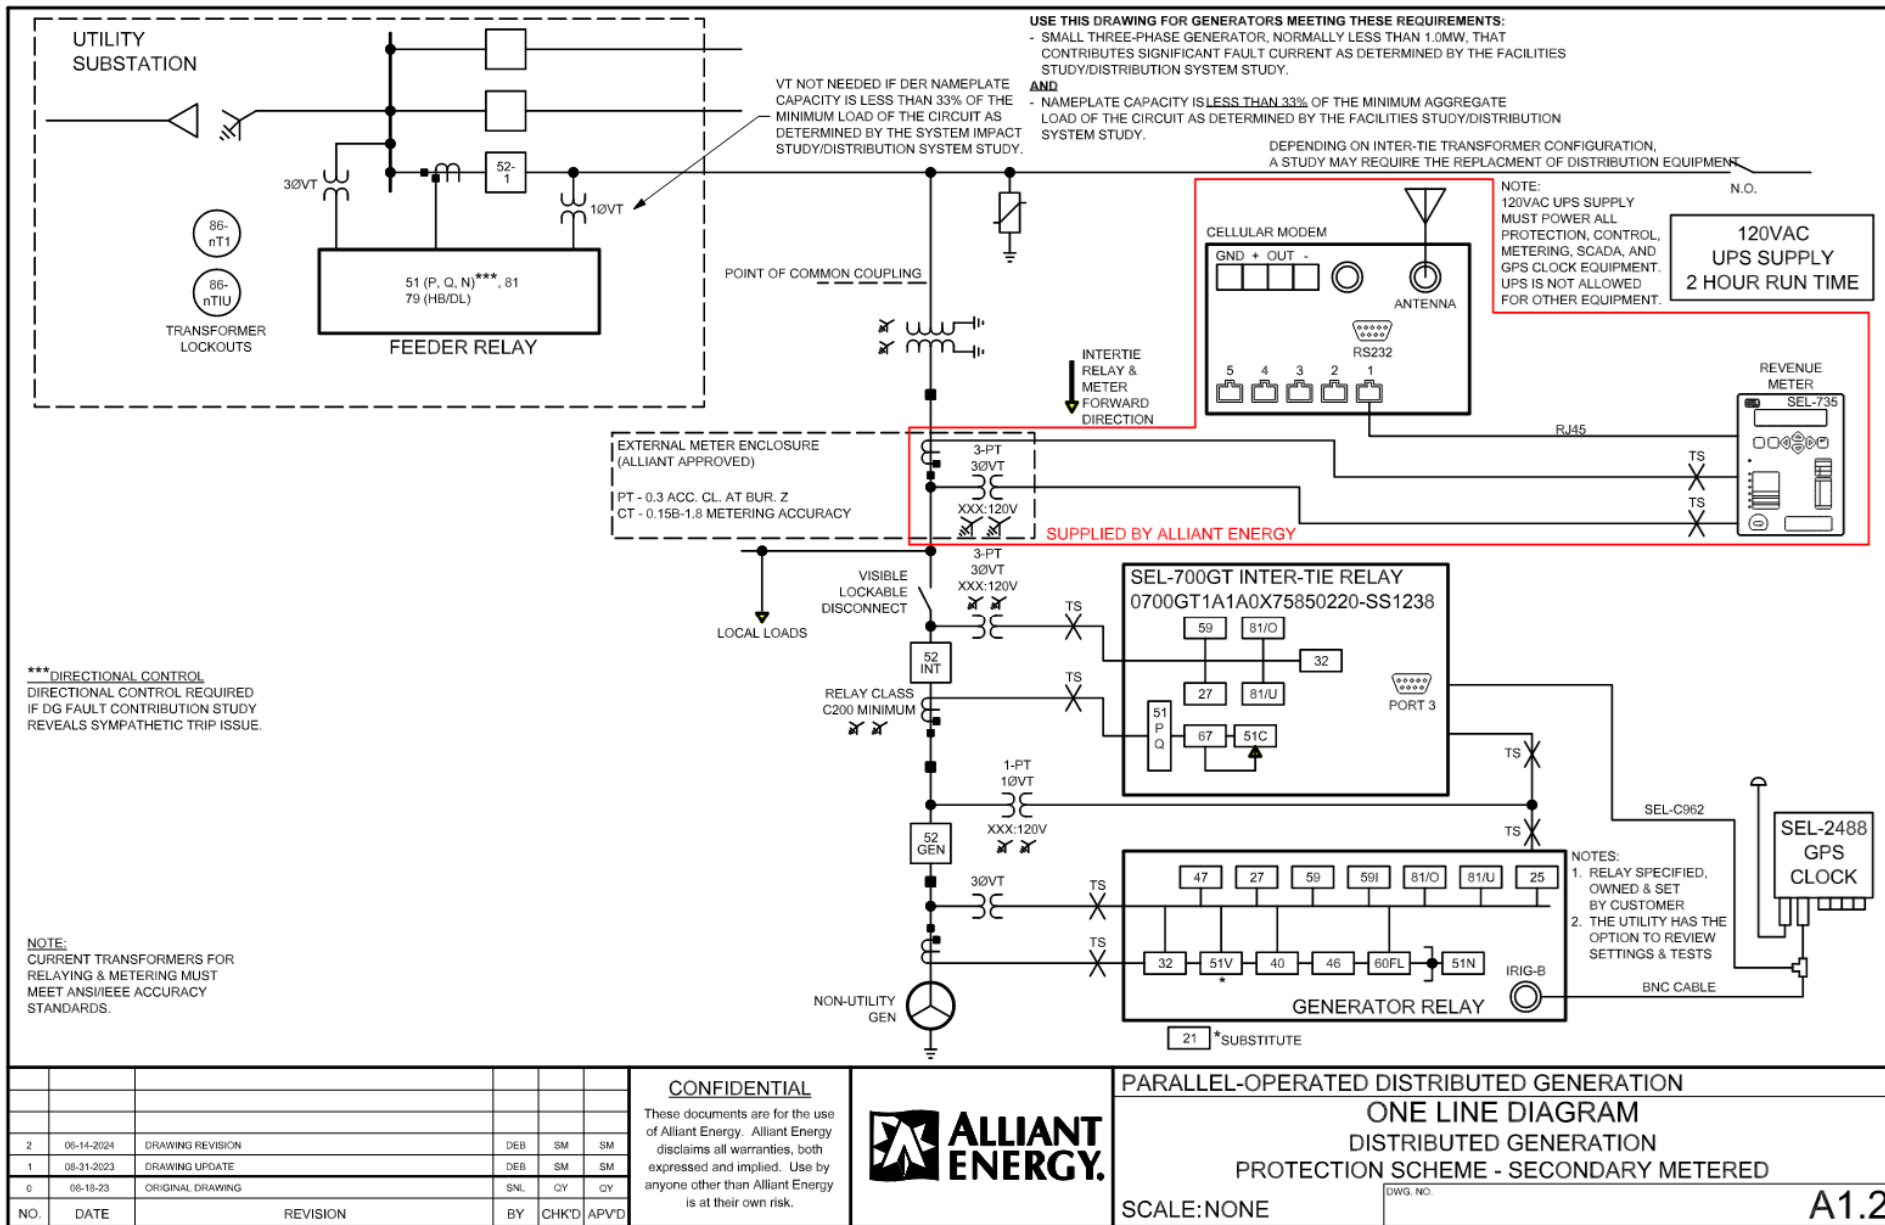 UTILITY
SUBSTATION
3ØVT
52-
1
1ØVT
86-
nT1
86-
nTIU
TRANSFORMER
LOCKOUTS
51 (P, Q, N)***, 81
79 (HB/DL)
FEEDER RELAY
VT NOT NEEDED IF DER NAMEPLATE
CAPACITY IS LESS THAN 33% OF THE
MINIMUM LOAD OF THE CIRCUIT AS
DETERMINED BY THE SYSTEM IMPACT
STUDY/DISTRIBUTION SYSTEM STUDY.
USE THIS DRAWING FOR GENERATORS MEETING THESE REQUIREMENTS:
- SMALL THREE-PHASE GENERATOR, NORMALLY LESS THAN 1.0MW, THAT
CONTRIBUTES SIGNIFICANT FAULT CURRENT AS DETERMINED BY THE FACILITIES
STUDY/DISTRIBUTION SYSTEM STUDY.
AND
- NAMEPLATE CAPACITY IS LESS THAN 33% OF THE MINIMUM AGGREGATE
LOAD OF THE CIRCUIT AS DETERMINED BY THE FACILITIES STUDY/DISTRIBUTION
SYSTEM STUDY.
DEPENDING ON INTER-TIE TRANSFORMER CONFIGURATION,
A STUDY MAY REQUIRE THE REPLACMENT OF DISTRIBUTION EQUIPMENT
N.O.
NOTE:
120VAC UPS SUPPLY
MUST POWER ALL
PROTECTION, CONTROL,
METERING, SCADA, AND
GPS CLOCK EQUIPMENT.
UPS IS NOT ALLOWED
FOR OTHER EQUIPMENT.
120VAC
UPS SUPPLY
2 HOUR RUN TIME
POINT OF COMMON COUPLING
CELLULAR MODEM
GND + OUT -
ANTENNA
RS232
5 4 3 2 1
INTERTIE
RELAY &
METER
FORWARD
DIRECTION
REVENUE
METER
SEL-735
RJ45
TS
TS
EXTERNAL METER ENCLOSURE
(ALLIANT APPROVED)
PT - 0.3 ACC. CL. AT BUR. Z
CT - 0.15B-1.8 METERING ACCURACY
3-PT
3ØVT
XXX:120V
SUPPLIED BY ALLIANT ENERGY
LOCAL LOADS
VISIBLE
LOCKABLE
DISCONNECT
3-PT
3ØVT
XXX:120V
TS
52
INT
RELAY CLASS
C200 MINIMUM
TS
SEL-700GT INTER-TIE RELAY
0700GT1A1A0X75850220-SS1238
59
81/O
32
27
81/U
51
P
Q
67
51C
PORT 3
***DIRECTIONAL CONTROL
DIRECTIONAL CONTROL REQUIRED
IF DG FAULT CONTRIBUTION STUDY
REVEALS SYMPATHETIC TRIP ISSUE.
1-PT
1ØVT
XXX:120V
TS
TS
SEL-C962
SEL-2488
GPS
CLOCK
52
GEN
3ØVT
TS
TS
47 27 59 59I 81/O 81/U 25
32 51V 40 46 60FL 51N
*
GENERATOR RELAY
IRIG-B
BNC CABLE
NOTES:
1. RELAY SPECIFIED,
OWNED & SET
BY CUSTOMER
2. THE UTILITY HAS THE
OPTION TO REVIEW
SETTINGS & TESTS
21 *SUBSTITUTE
NON-UTILITY
GEN
NOTE:
CURRENT TRANSFORMERS FOR
RELAYING & METERING MUST
MEET ANSI/IEEE ACCURACY
STANDARDS.
2 06-14-2024 DRAWING REVISION DEB SM SM
1 08-31-2023 DRAWING UPDATE DEB SM SM
0 08-18-23 ORIGINAL DRAWING SNL QY QY
NO. DATE REVISION BY CHK'D APV'D
CONFIDENTIAL
These documents are for the use
of Alliant Energy. Alliant Energy
disclaims all warranties, both
expressed and implied. Use by
anyone other than Alliant Energy
is at their own risk.
ALLIANT
ENERGY.
PARALLEL-OPERATED DISTRIBUTED GENERATION
ONE LINE DIAGRAM
DISTRIBUTED GENERATION
PROTECTION SCHEME - SECONDARY METERED
SCALE:NONE
DWG. NO.
A1.2